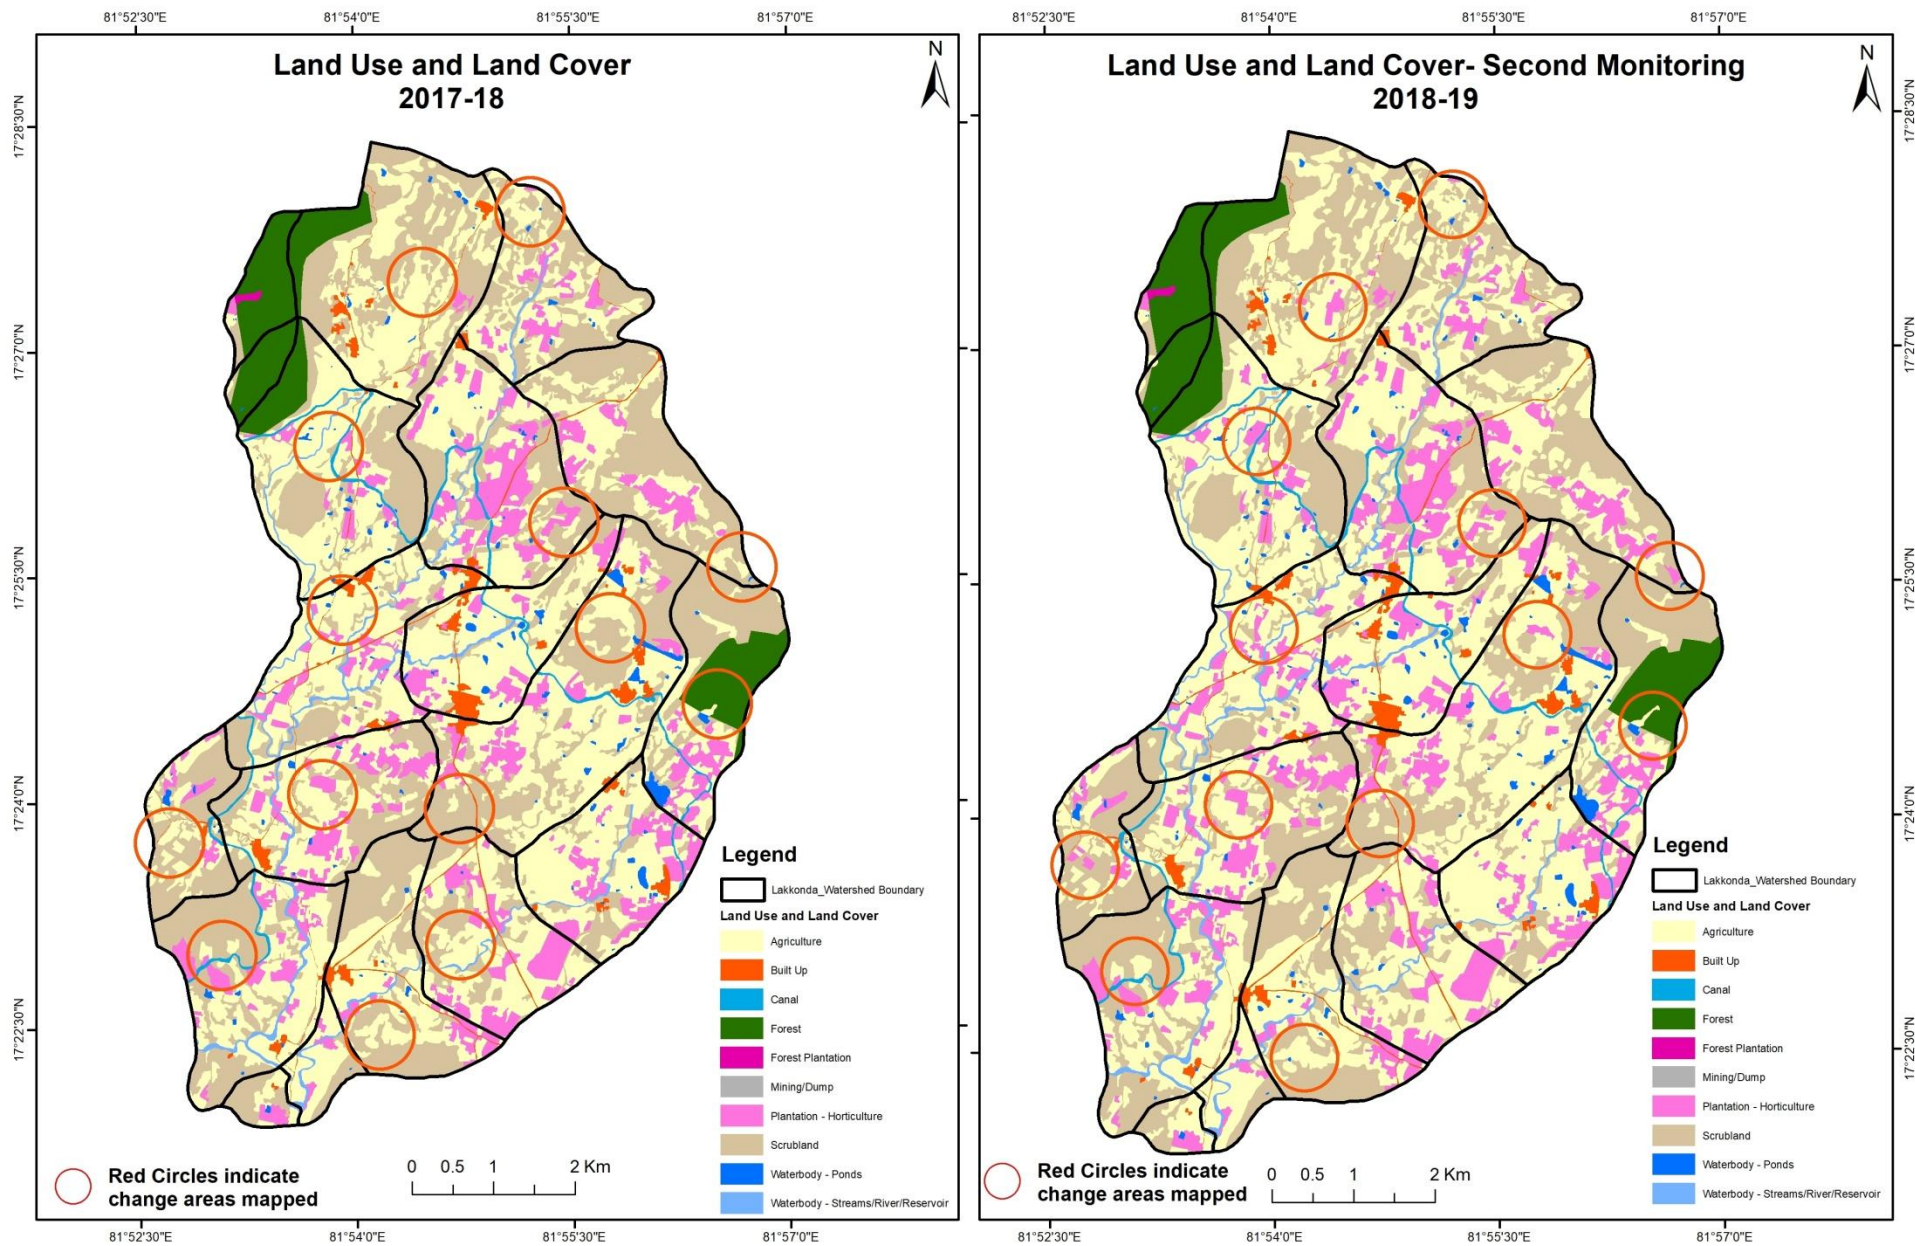 81°52'30"E 81°54'0"E 81°55'30"E 81°57'0"E
Land Use and Land Cover
2017-18
N
17°28'30"N
17°27'0"N
17°25'30"N
17°24'0"N
17°22'30"N
Legend
Lakkonda_Watershed Boundary
Land Use and Land Cover
Agriculture
Built Up
Canal
Forest
Forest Plantation
Mining/Dump
Plantation - Horticulture
Scrubland
Waterbody - Ponds
Waterbody - Streams/River/Reservoir
Red Circles indicate
change areas mapped
0 0.5 1 2 Km
81°52'30"E 81°54'0"E 81°55'30"E 81°57'0"E
81°52'30"E 81°54'0"E 81°55'30"E 81°57'0"E
Land Use and Land Cover- Second Monitoring
2018-19
N
17°28'30"N
17°27'0"N
17°25'30"N
17°24'0"N
17°22'30"N
Legend
Lakkonda_Watershed Boundary
Land Use and Land Cover
Agriculture
Built Up
Canal
Forest
Forest Plantation
Mining/Dump
Plantation - Horticulture
Scrubland
Waterbody - Ponds
Waterbody - Streams/River/Reservoir
Red Circles indicate
change areas mapped
0 0.5 1 2 Km
81°52'30"E 81°54'0"E 81°55'30"E 81°57'0"E